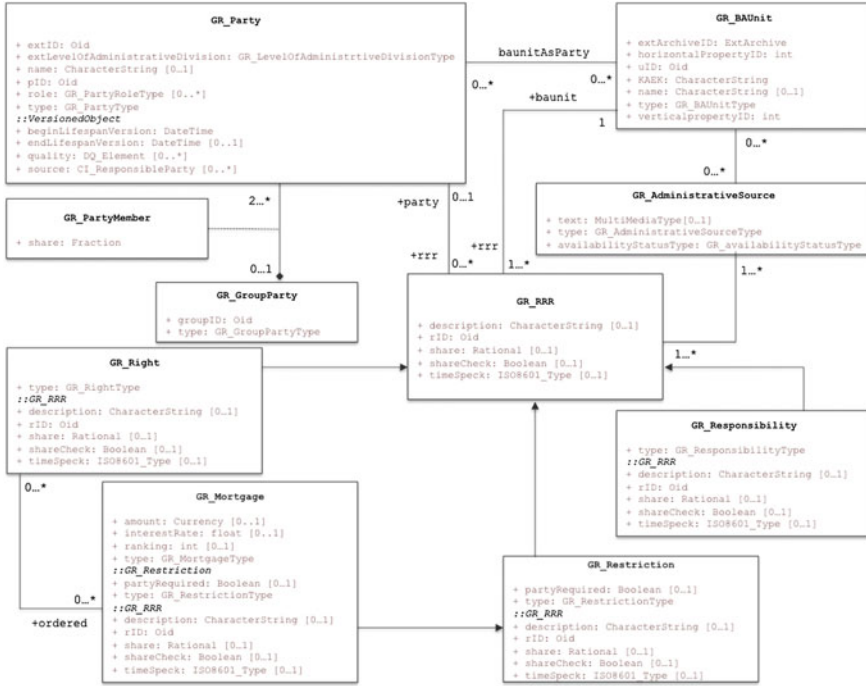 GR_Party
+ extID: Oid
+ extLevelOfAdministrativeDivision: GR_LevelOfAdministrtiveDivisionType
+ name: CharacterString [0…1]
+ pID: Oid
+ role: GR_PartyRoleType [0..*]
+ type: GR_PartyType
::VersionedObject
+ beginLifespanVersion: DateTime
+ endLifespanVersion: DateTime [0..1]
+ quality: DQ_Element [0..*]
+ source: CI_ResponsibleParty [0..*]
baunitAsParty
0…*
0…*
GR_BAUnit
+ extArchiveID: ExtArchive
+ horizontalPropertyID: int
+ uID: Oid
+ KAEK: CharacterString
+ name: CharacterString [0…1]
+ type: GR_BAUnitType
+ verticalpropertyID: int
+baunit
1
0…*
0…*
GR_AdministrativeSource
+ text: MultiMediaType[0…1]
+ type: GR_AdministrativeSourceType
+ availabilityStatusType: GR_availabilityStatusType
1…*
1…*
2…*
GR_PartyMember
+ share: Fraction
0…1
+party
0…1
+rrr
0…*
+rrr
1…*
GR_GroupParty
+ groupID: Oid
+ type: GR_GroupPartyType
GR_RRR
+ description: CharacterString [0…1]
+ rID: Oid
+ share: Rational [0…1]
+ shareCheck: Boolean [0…1]
+ timeSpeck: ISO8601_Type [0…1]
GR_Right
+ type: GR_RightType
::GR_RRR
+ description: CharacterString [0…1]
+ rID: Oid
+ share: Rational [0…1]
+ shareCheck: Boolean [0…1]
+ timeSpeck: ISO8601_Type [0…1]
0…*
0…*
+ordered
GR_Responsibility
+ type: GR_ResponsibilityType
::GR_RRR
+ description: CharacterString [0…1]
+ rID: Oid
+ share: Rational [0…1]
+ shareCheck: Boolean [0…1]
+ timeSpeck: ISO8601_Type [0…1]
GR_Mortgage
+ amount: Currency [0..1]
+ interestRate: float [0..1]
+ ranking: int [0…1]
+ type: GR_MortgageType
::GR_Restriction
+ partyRequired: Boolean [0…1]
+ type: GR_RestrictionType
::GR_RRR
+ description: CharacterString [0…1]
+ rID: Oid
+ share: Rational [0…1]
+ shareCheck: Boolean [0…1]
+ timeSpeck: ISO8601_Type [0…1]
GR_Restriction
+ partyRequired: Boolean [0…1]
+ type: GR_RestrictionType
::GR_RRR
+ description: CharacterString [0…1]
+ rID: Oid
+ share: Rational [0…1]
+ shareCheck: Boolean [0…1]
+ timeSpeck: ISO8601_Type [0…1]